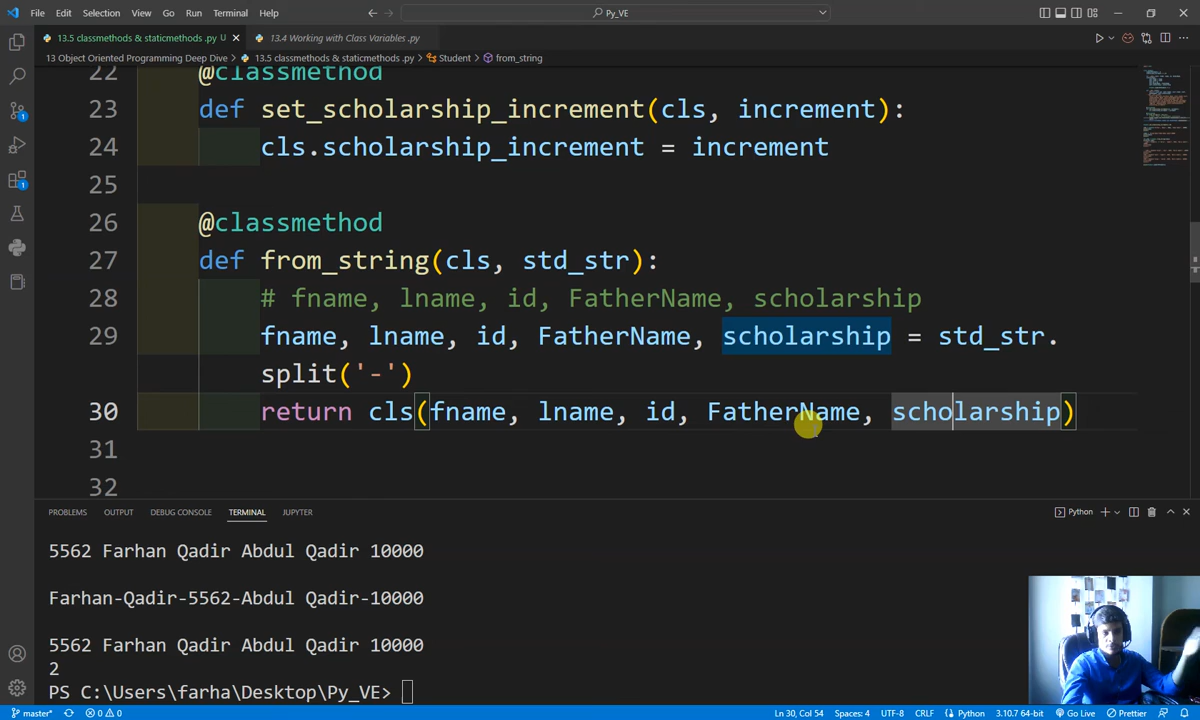 File Edit Selection View Go Run Terminal Help Py_VE
13.5 classmethods & staticmethods .py U 13.4 Working with Class Variables .py
13 Object Oriented Programming Deep Dive > 13.5 classmethods & staticmethods .py > Student > from_string
22 @classmethod
23 def set_scholarship_increment(cls, increment):
24 cls.scholarship_increment = increment
25
26 @classmethod
27 def from_string(cls, std_str):
28 # fname, lname, id, FatherName, scholarship
29 fname, lname, id, FatherName, scholarship = std_str.
split('-')
30 return cls(fname, lname, id, FatherName, scholarship)
31
32
PROBLEMS OUTPUT DEBUG CONSOLE TERMINAL JUPYTER Python
5562 Farhan Qadir Abdul Qadir 10000
Farhan-Qadir-5562-Abdul Qadir-10000
5562 Farhan Qadir Abdul Qadir 10000
2
PS C:\Users\farha\Desktop\Py_VE>
master* 0 0 Ln 30, Col 54 Spaces: 4 UTF-8 CRLF Python 3.10.7 64-bit Go Live Prettier